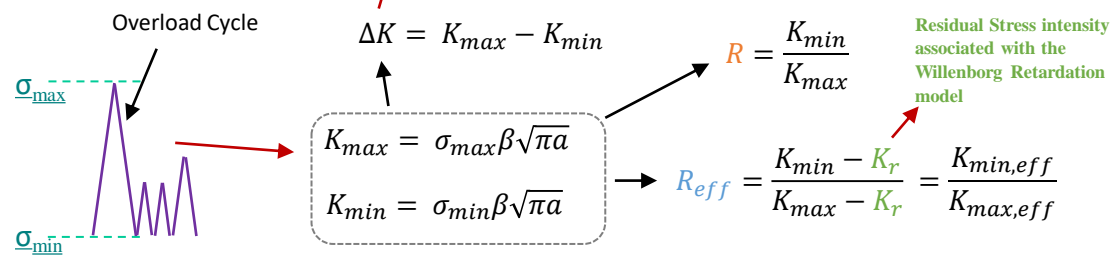 Overload Cycle
σmax
σmin
ΔK = Kmax − Kmin
Kmax = σmaxβ√πa
Kmin = σminβ√πa
R = Kmin / Kmax
Reff = (Kmin − Kr) / (Kmax − Kr) = Kmin,eff / Kmax,eff
Residual Stress intensity
associated with the
Willenborg Retardation
model